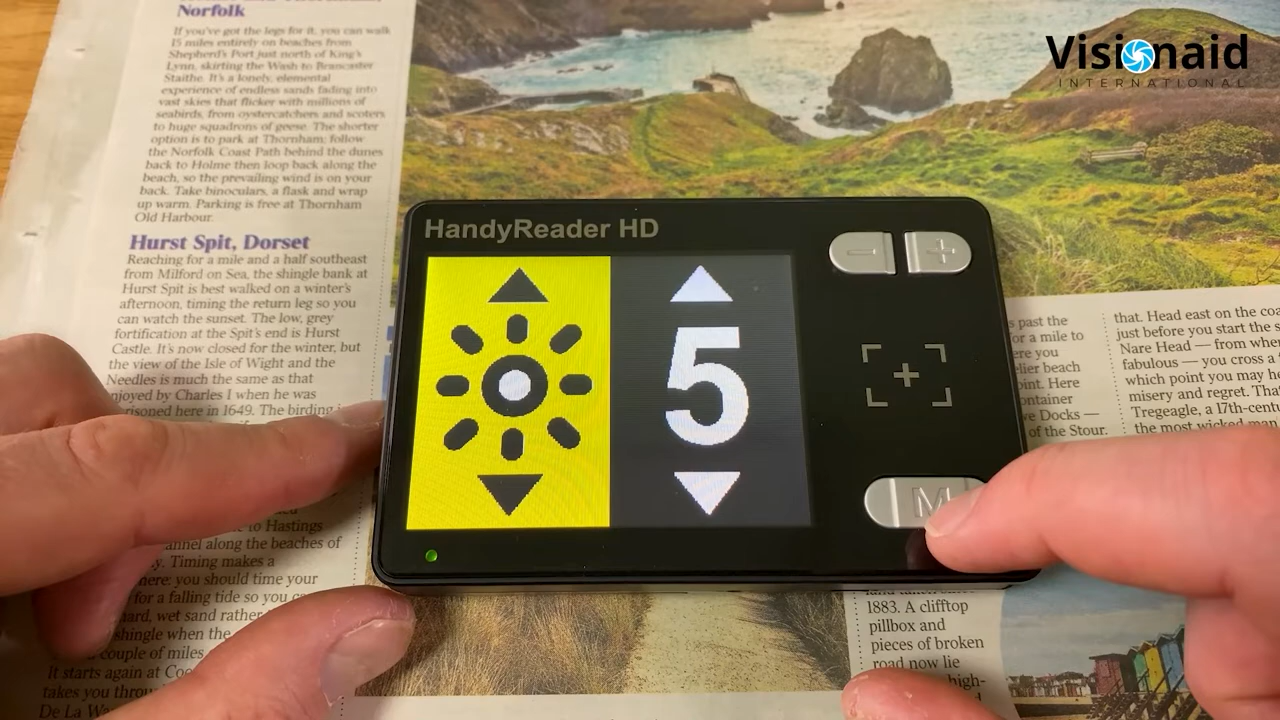 Norfolk
If you've got the legs for it, you can walk
15 miles entirely on beaches from
Shepherd's Port just north of King's
Lynn, skirting the Wash to Brancaster
Staithe. It's a lonely, elemental
experience of endless sands fading into
vast skies that flicker with millions of
seabirds, from oystercatchers and scoters
to huge squadrons of geese. The shorter
option is to park at Thornham; follow
the Norfolk Coast Path behind the dunes
back to Holme then loop back along the
beach, so the prevailing wind is on your
back. Take binoculars, a flask and wrap
up warm. Parking is free at Thornham
Old Harbour.
Hurst Spit, Dorset
Reaching for a mile and a half southeast
from Milford on Sea, the shingle bank at
Hurst Spit is best walked on a winter's
afternoon, timing the return leg so you
can watch the sunset. The low, grey
fortification at the Spit's end is Hurst
Castle. It's now closed for the winter, but
the view of the Isle of Wight and the
Needles is much the same as that
enjoyed by Charles I when he was
risoned here in 1649. The birding
to Hastings
annel along the beaches of
Timing makes a
here: you should time your
for a falling tide so you
hard, wet sand rather
shingle when the
couple of miles
It starts again at
takes you
De La
Visionaid
INTERNATIONAL
HandyReader HD
5
− +
M
s past the
or a mile to
ere you
elier beach
point. Here
ontainer
ve Docks —
of the Stour.
that. Head east on the
just before you start the
Nare Head — from
fabulous — you cross a
which point you may
misery and regret.
Tregeagle, a
the most wicked man
1883. A clifftop
pillbox and
pieces of broken
road now lie
high-